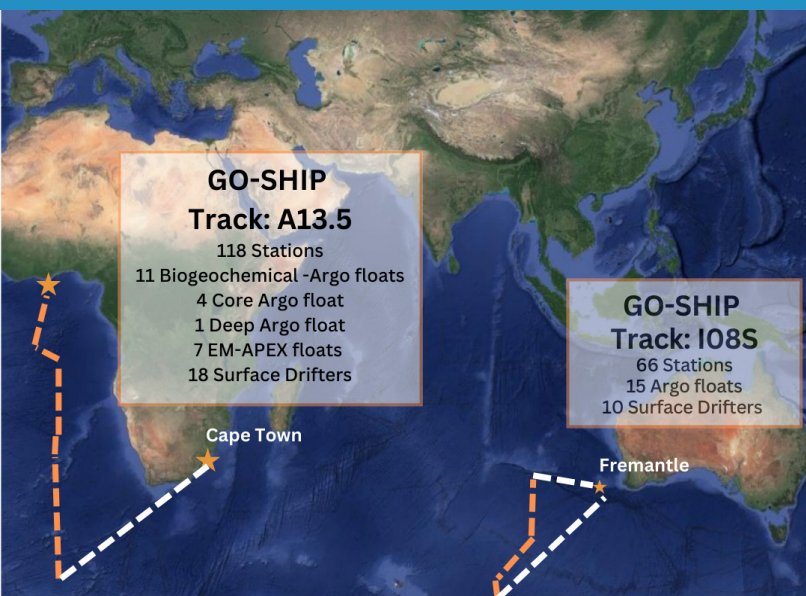 GO-SHIP
Track: A13.5
118 Stations
11 Biogeochemical -Argo floats
4 Core Argo float
1 Deep Argo float
7 EM-APEX floats
18 Surface Drifters
Cape Town
GO-SHIP
Track: I08S
66 Stations
15 Argo floats
10 Surface Drifters
Fremantle